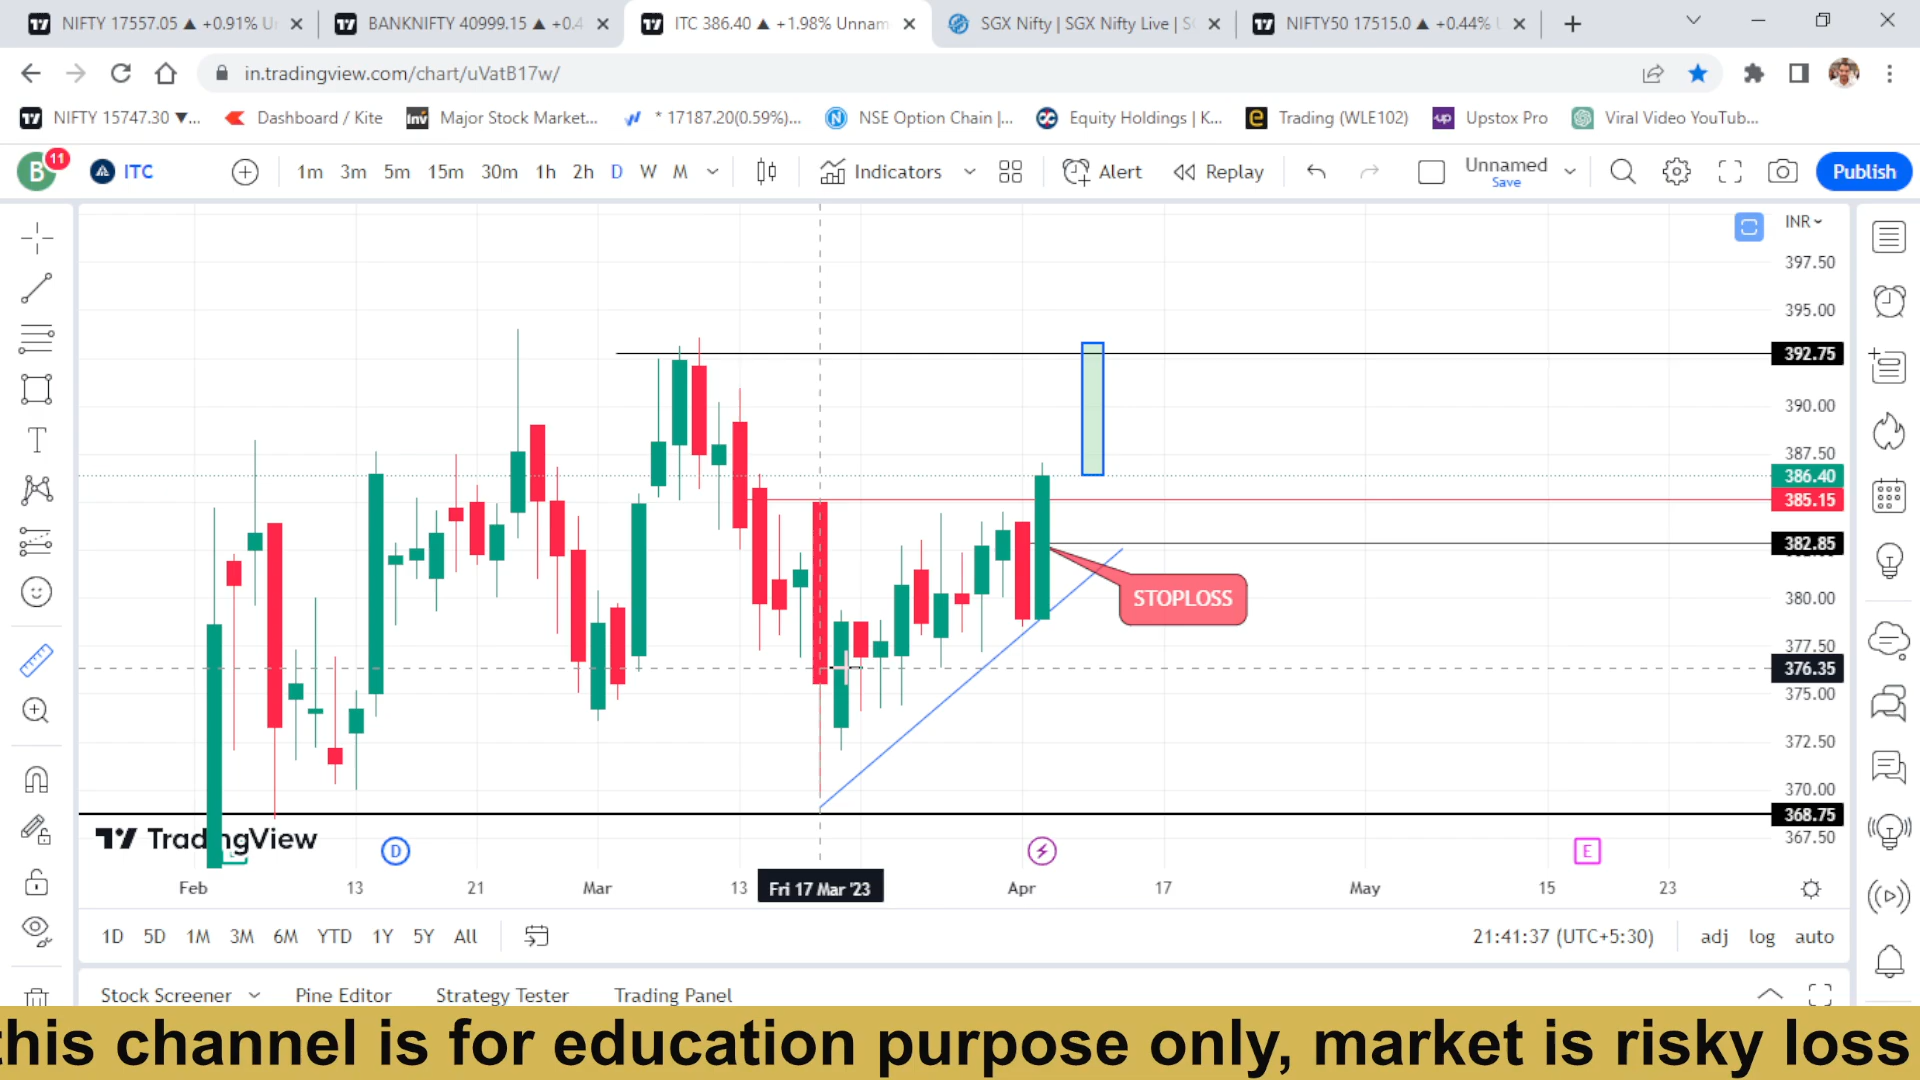 NIFTY 17557.05 ▲ +0.91% U
BANKNIFTY 40999.15 ▲ +0.4
ITC 386.40 ▲ +1.98% Unnam
SGX Nifty | SGX Nifty Live | S
NIFTY50 17515.0 ▲ +0.44%
in.tradingview.com/chart/uVatB17w/
NIFTY 15747.30 ▼...
Dashboard / Kite
Inv Major Stock Market...
* 17187.20(0.59%)...
NSE Option Chain |...
Equity Holdings | K...
Trading (WLE102)
up Upstox Pro
Viral Video YouTub...
B 11 ITC
1m 3m 5m 15m 30m 1h 2h D W M
Indicators
Alert
Replay
Unnamed
Save
Publish
INR
397.50
395.00
392.75
390.00
387.50
386.40
385.15
382.85
STOPLOSS
380.00
377.50
376.35
375.00
372.50
370.00
368.75
367.50
TradingView
D
E
Feb 13 21 Mar 13 Fri 17 Mar '23 Apr 17 May 15 23
1D 5D 1M 3M 6M YTD 1Y 5Y All
21:41:37 (UTC+5:30)
adj log auto
Stock Screener Pine Editor Strategy Tester Trading Panel
this channel is for education purpose only, market is risky loss